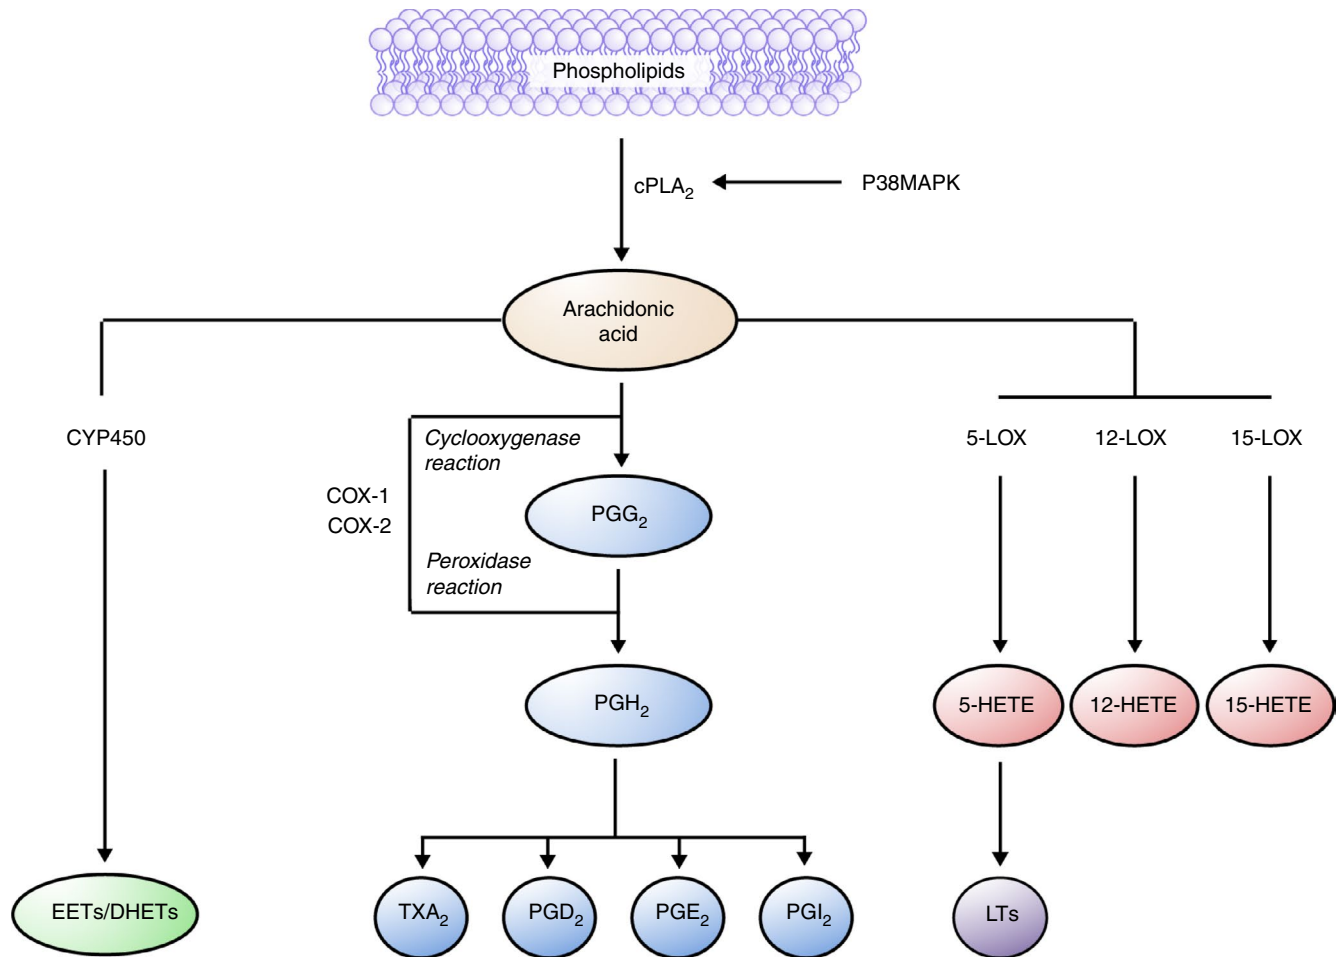 Phospholipids
cPLA₂
P38MAPK
Arachidonic
acid
CYP450
Cyclooxygenase
reaction
5-LOX
12-LOX
15-LOX
COX-1
COX-2
PGG₂
Peroxidase
reaction
PGH₂
5-HETE
12-HETE
15-HETE
EETs/DHETs
TXA₂
PGD₂
PGE₂
PGI₂
LTs